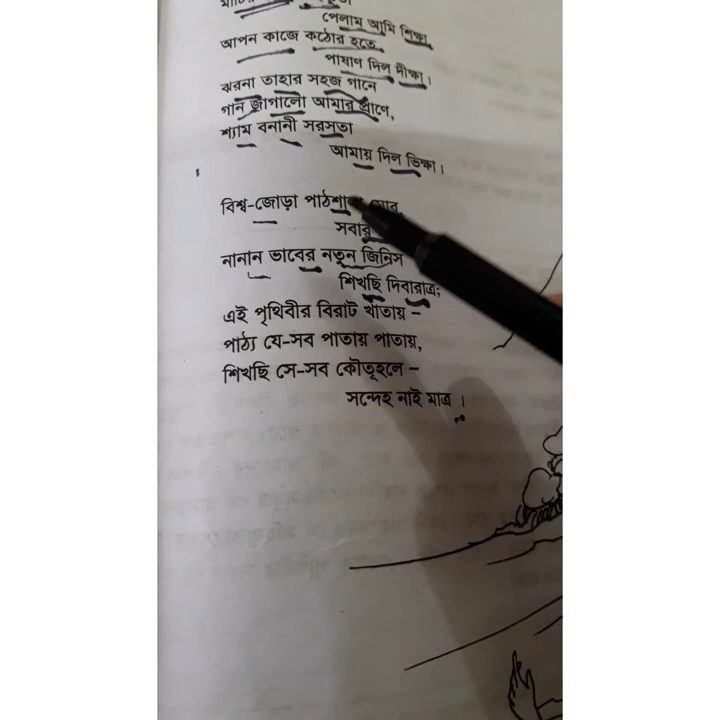 পেলাম আমি শিক্ষা,
আপন কাজে কঠোর হতে
পাষাণ দিল দীক্ষা।
ঝরনা তাহার সহজ গানে
গান জাগালো আমার প্রাণে,
শ্যাম বনানী সরসতা
আমায় দিল ভিক্ষা।
বিশ্ব-জোড়া
সবার
নানান ভাবের নতুন জিনিস
শিখছি দিবারাত্র;
এই পৃথিবীর বিরাট খাতায় –
পাঠ্য যে-সব পাতায় পাতায়,
শিখছি সে-সব কৌতূহলে –
সন্দেহ নাই মাত্র ।